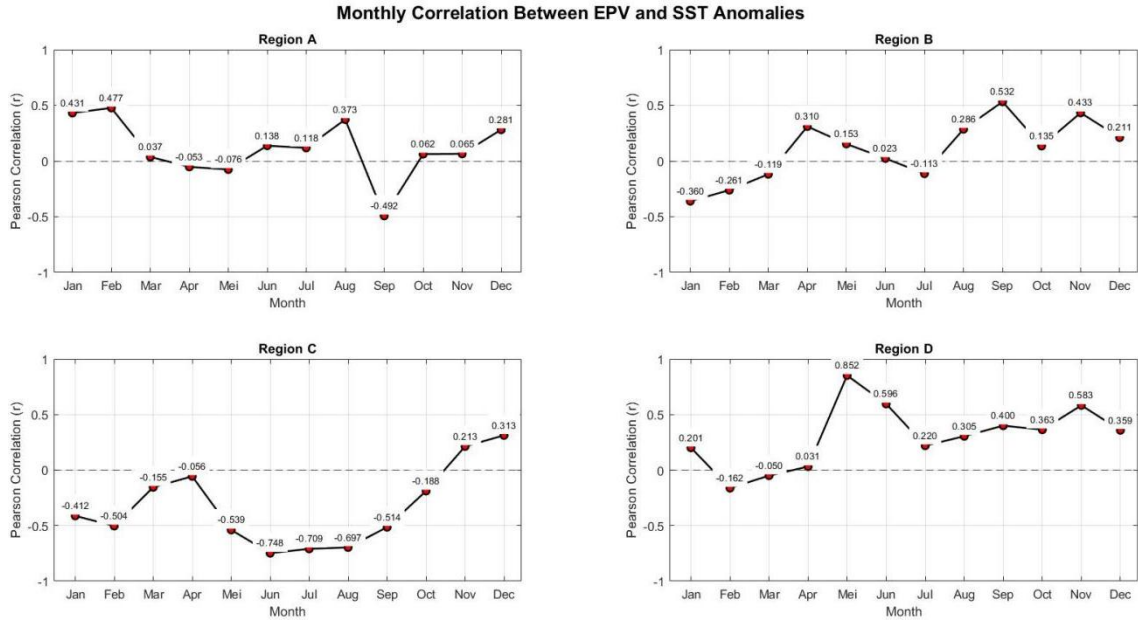 Monthly Correlation Between EPV and SST Anomalies
Region A
Pearson Correlation (r)
1
0.5
0
-0.5
-1
0.431 0.477 0.037 -0.053 -0.076 0.138 0.118 0.373 -0.492 0.062 0.065 0.281
Jan Feb Mar Apr Mei Jun Jul Aug Sep Oct Nov Dec
Month
Region B
Pearson Correlation (r)
1
0.5
0
-0.5
-1
-0.360 -0.261 -0.119 0.310 0.153 0.023 -0.113 0.286 0.532 0.135 0.433 0.211
Jan Feb Mar Apr Mei Jun Jul Aug Sep Oct Nov Dec
Month
Region C
Pearson Correlation (r)
1
0.5
0
-0.5
-1
-0.412 -0.504 -0.155 -0.056 -0.539 -0.748 -0.709 -0.697 -0.514 -0.188 0.213 0.313
Jan Feb Mar Apr Mei Jun Jul Aug Sep Oct Nov Dec
Month
Region D
Pearson Correlation (r)
1
0.5
0
-0.5
-1
0.201 -0.162 -0.050 0.031 0.852 0.596 0.220 0.305 0.400 0.363 0.583 0.359
Jan Feb Mar Apr Mei Jun Jul Aug Sep Oct Nov Dec
Month